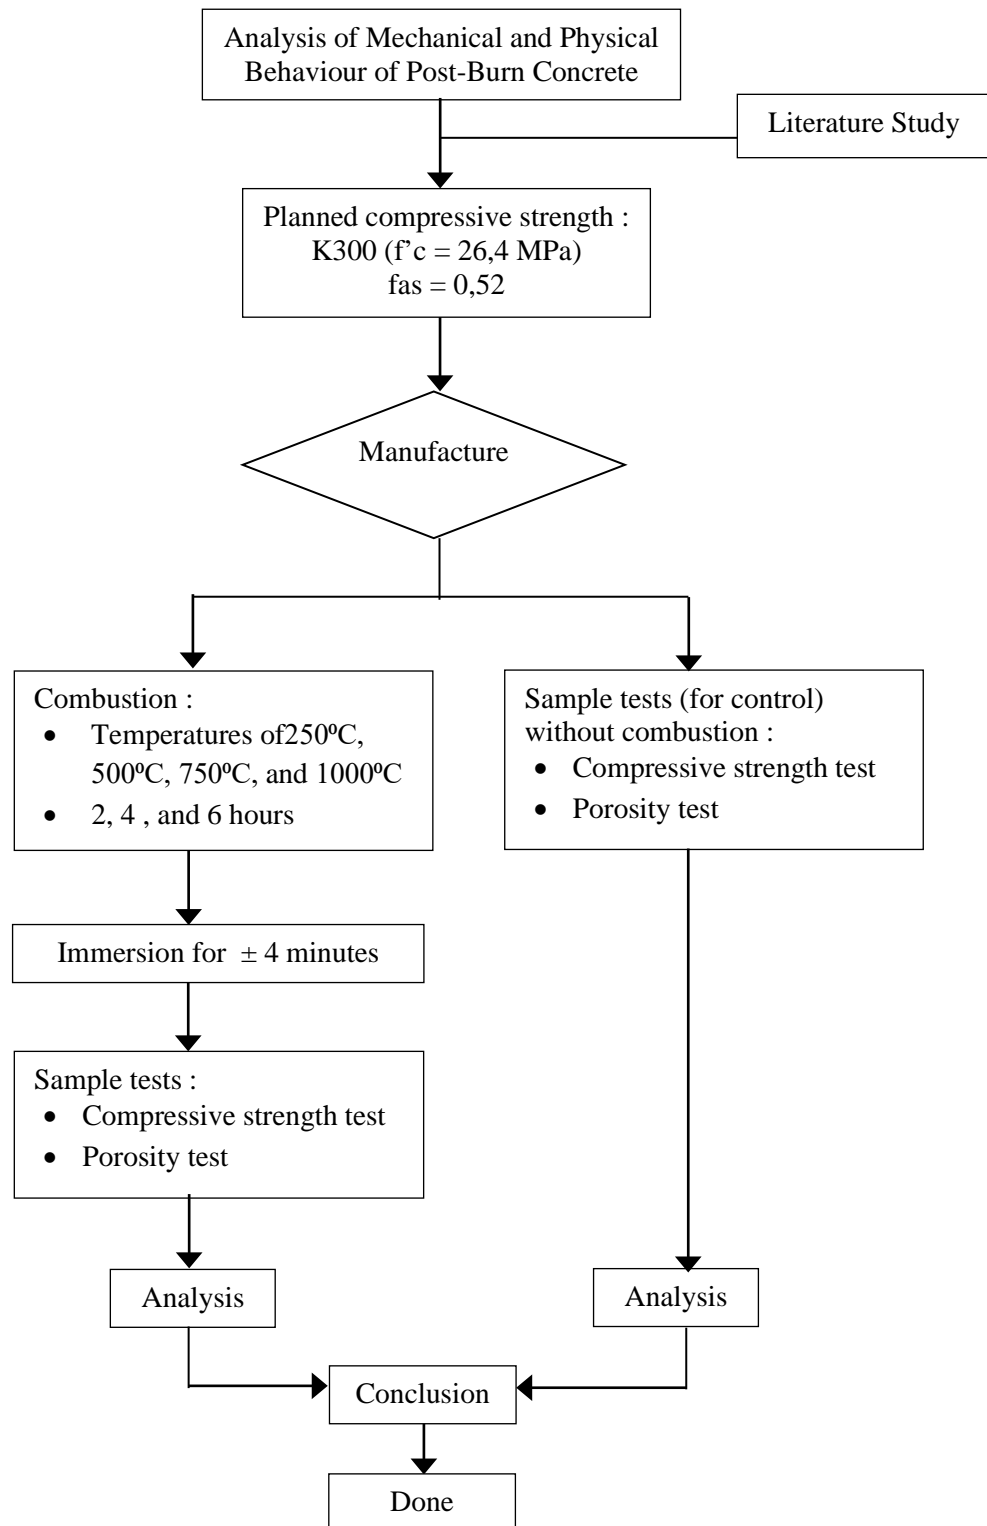 Analysis of Mechanical and Physical
Behaviour of Post-Burn Concrete
Literature Study
Planned compressive strength :
K300 (f’c = 26,4 MPa)
fas = 0,52
Manufacture
Combustion :
• Temperatures of250ºC,
500ºC, 750ºC, and 1000ºC
• 2, 4 , and 6 hours
Sample tests (for control)
without combustion :
• Compressive strength test
• Porosity test
Immersion for ± 4 minutes
Sample tests :
• Compressive strength test
• Porosity test
Analysis
Analysis
Conclusion
Done